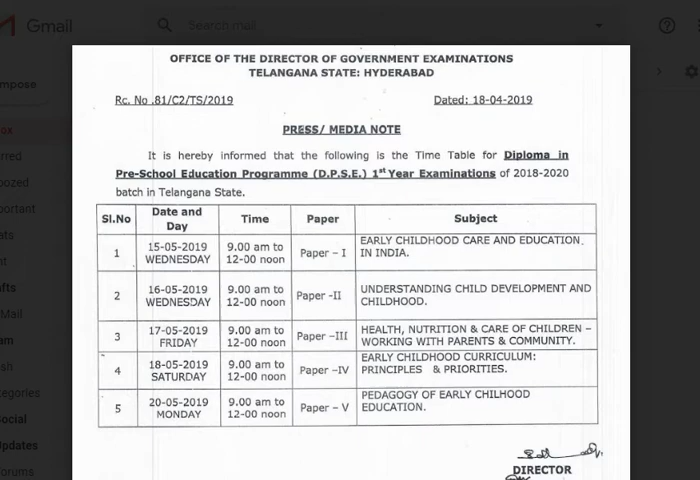 Gmail
Search mail
mpose
ox
rred
oozed
portant
ats
nt
afts
Mail
am
sh
tegories
Social
Updates
Forums
OFFICE OF THE DIRECTOR OF GOVERNMENT EXAMINATIONS
TELANGANA STATE: HYDERABAD
Rc. No .81/C2/TS/2019 Dated: 18-04-2019
PRESS/ MEDIA NOTE
It is hereby informed that the following is the Time Table for Diploma in
Pre-School Education Programme (D.P.S.E.) 1st Year Examinations of 2018-2020
batch in Telangana State.
Sl.No Date and Day Time Paper Subject
1 15-05-2019 WEDNESDAY 9.00 am to 12-00 noon Paper – I EARLY CHILDHOOD CARE AND EDUCATION IN INDIA.
2 16-05-2019 WEDNESDAY 9.00 am to 12-00 noon Paper -II UNDERSTANDING CHILD DEVELOPMENT AND CHILDHOOD.
3 17-05-2019 FRIDAY 9.00 am to 12-00 noon Paper –III HEALTH, NUTRITION & CARE OF CHILDREN – WORKING WITH PARENTS & COMMUNITY.
4 18-05-2019 SATURDAY 9.00 am to 12-00 noon Paper -IV EARLY CHILDHOOD CURRICULUM: PRINCIPLES & PRIORITIES.
5 20-05-2019 MONDAY 9.00 am to 12-00 noon Paper – V PEDAGOGY OF EARLY CHILHOOD EDUCATION.
DIRECTOR